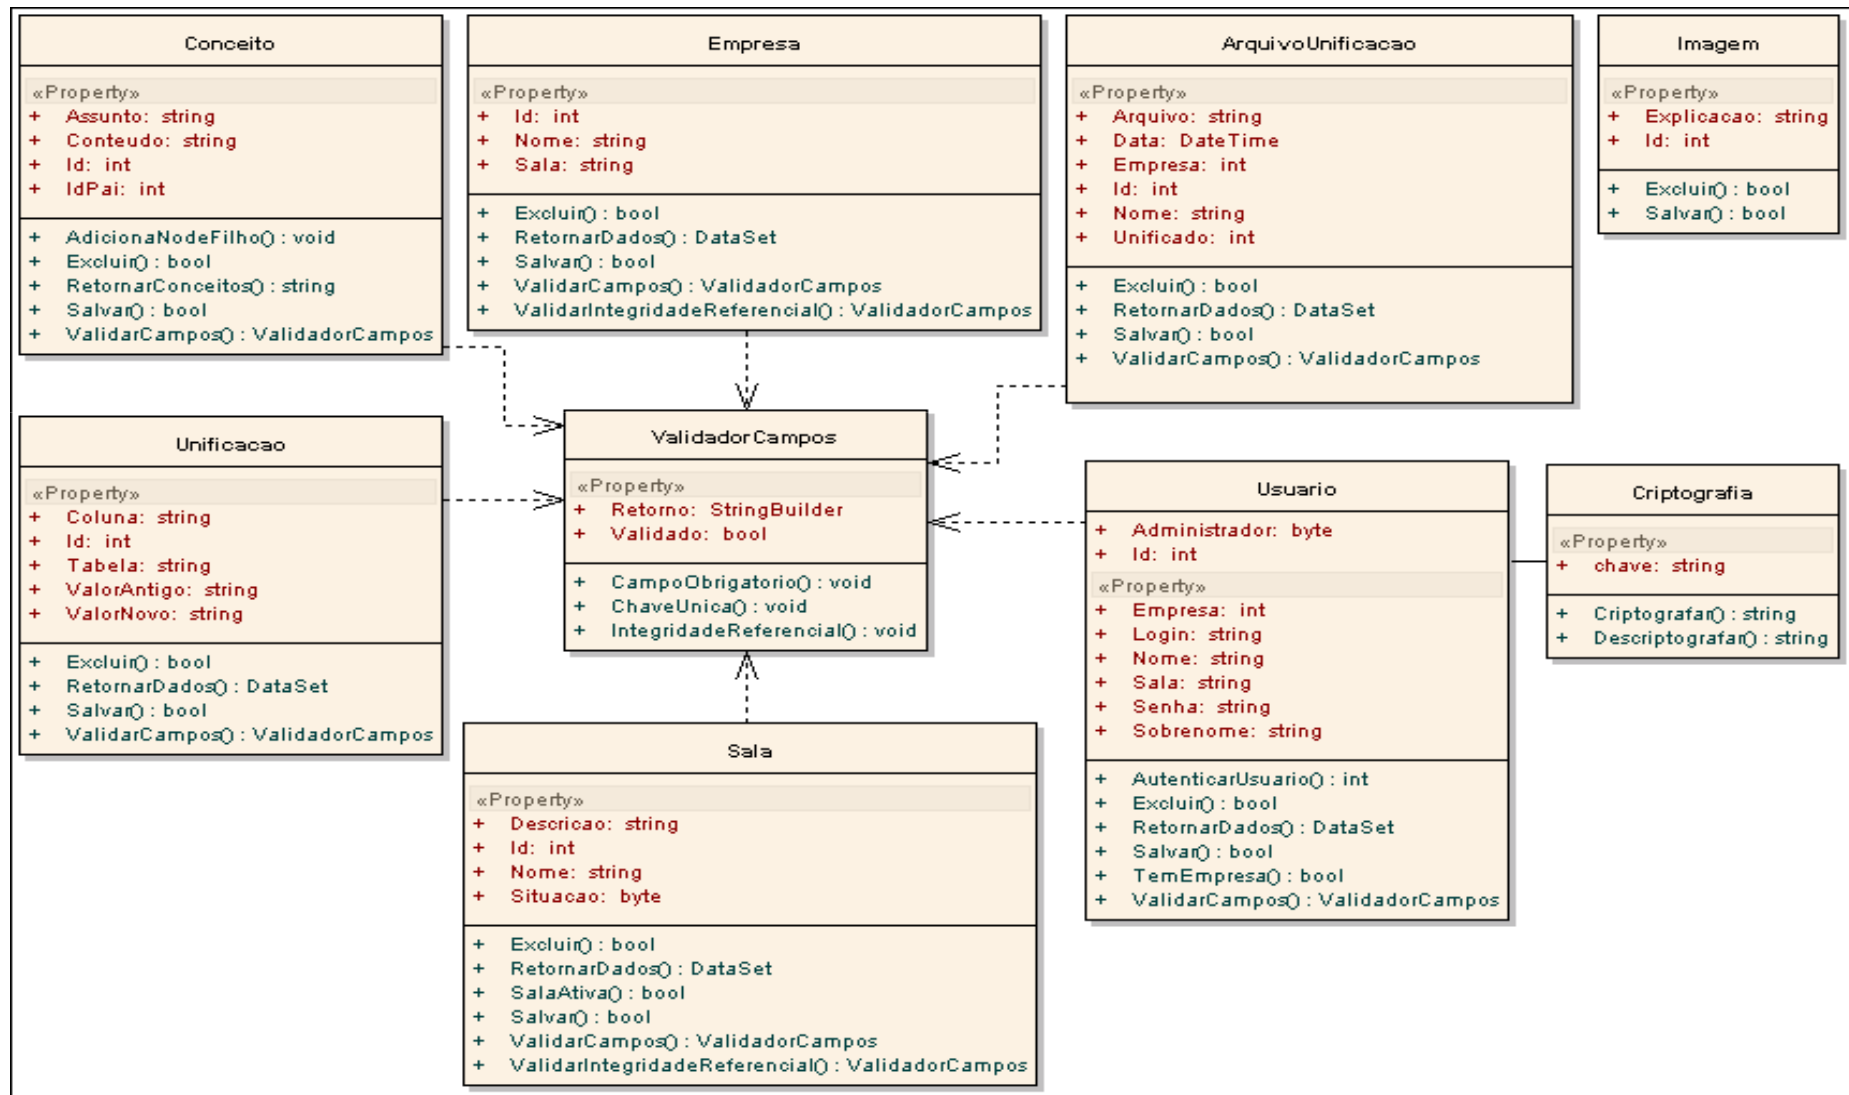 Conceito
«Property»
+ Assunto: string
+ Conteudo: string
+ Id: int
+ IdPai: int
+ AdicionaNodeFilho() : void
+ Excluir() : bool
+ RetornarConceitos() : string
+ Salvar() : bool
+ ValidarCampos() : ValidadorCampos
Empresa
«Property»
+ Id: int
+ Nome: string
+ Sala: string
+ Excluir() : bool
+ RetornarDados() : DataSet
+ Salvar() : bool
+ ValidarCampos() : ValidadorCampos
+ ValidarIntegridadeReferencial() : ValidadorCampos
ArquivoUnificacao
«Property»
+ Arquivo: string
+ Data: DateTime
+ Empresa: int
+ Id: int
+ Nome: string
+ Unificado: int
+ Excluir() : bool
+ RetornarDados() : DataSet
+ Salvar() : bool
+ ValidarCampos() : ValidadorCampos
Imagem
«Property»
+ Explicacao: string
+ Id: int
+ Excluir() : bool
+ Salvar() : bool
Unificacao
«Property»
+ Coluna: string
+ Id: int
+ Tabela: string
+ ValorAntigo: string
+ ValorNovo: string
+ Excluir() : bool
+ RetornarDados() : DataSet
+ Salvar() : bool
+ ValidarCampos() : ValidadorCampos
ValidadorCampos
«Property»
+ Retorno: StringBuilder
+ Validado: bool
+ CampoObrigatorio() : void
+ ChaveUnica() : void
+ IntegridadeReferencial() : void
Usuario
+ Administrador: byte
+ Id: int
«Property»
+ Empresa: int
+ Login: string
+ Nome: string
+ Sala: string
+ Senha: string
+ Sobrenome: string
+ AutenticarUsuario() : int
+ Excluir() : bool
+ RetornarDados() : DataSet
+ Salvar() : bool
+ TemEmpresa() : bool
+ ValidarCampos() : ValidadorCampos
Criptografia
«Property»
+ chave: string
+ Criptografar() : string
+ Descriptografar() : string
Sala
«Property»
+ Descricao: string
+ Id: int
+ Nome: string
+ Situacao: byte
+ Excluir() : bool
+ RetornarDados() : DataSet
+ SalaAtiva() : bool
+ Salvar() : bool
+ ValidarCampos() : ValidadorCampos
+ ValidarIntegridadeReferencial() : ValidadorCampos